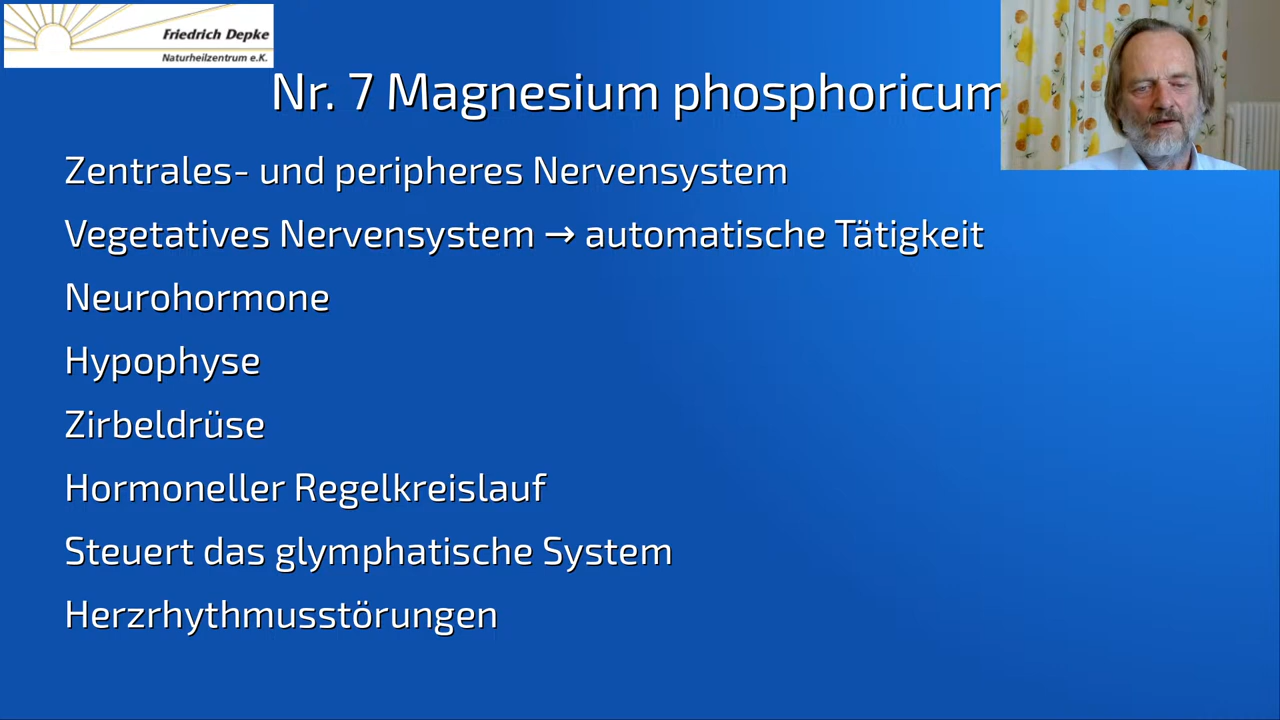 Friedrich Depke
Naturheilzentrum e.K.
Nr. 7 Magnesium phosphoricum
Zentrales- und peripheres Nervensystem
Vegetatives Nervensystem → automatische Tätigkeit
Neurohormone
Hypophyse
Zirbeldrüse
Hormoneller Regelkreislauf
Steuert das glymphatische System
Herzrhythmusstörungen